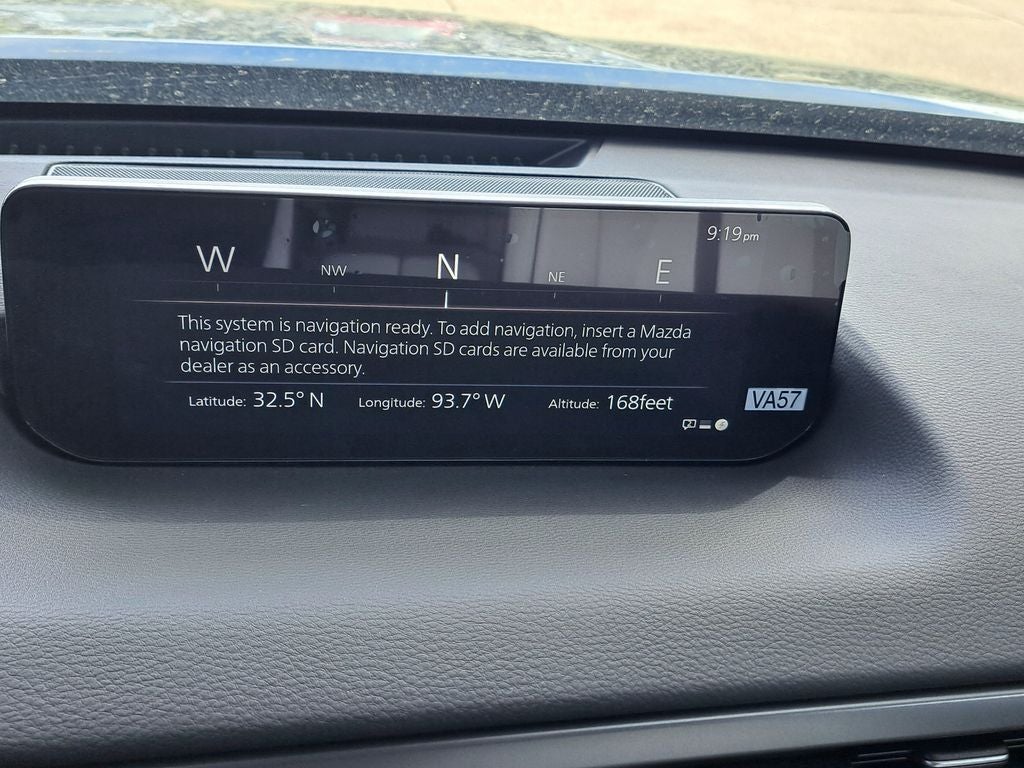 9:19pm
W NW N NE E
This system is navigation ready. To add navigation, insert a Mazda
navigation SD card. Navigation SD cards are available from your
dealer as an accessory.
Latitude: 32.5° N Longitude: 93.7° W Altitude: 168feet
VA57